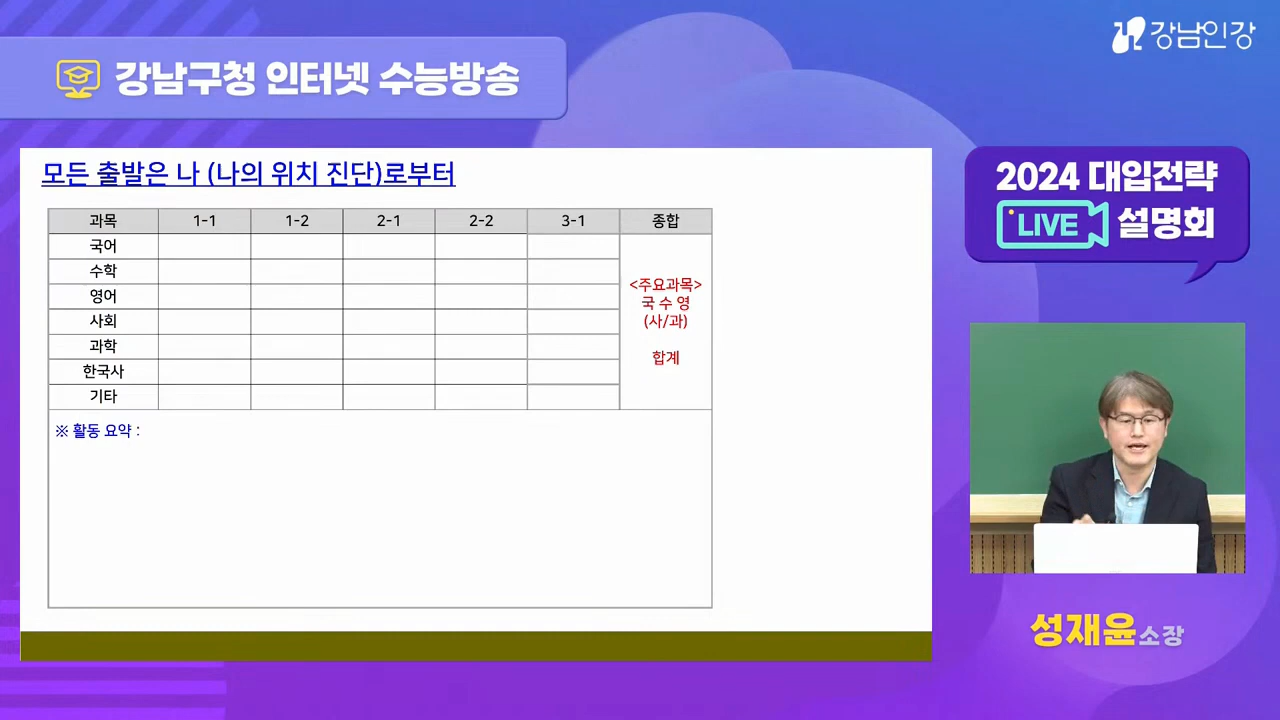 강남인강
강남구청 인터넷 수능방송
모든 출발은 나 (나의 위치 진단)로부터
과목 1-1 1-2 2-1 2-2 3-1 종합
국어
수학
영어
사회
과학
한국사
기타
<주요과목>
국 수 영
(사/과)
합계
※ 활동 요약 :
2024 대입전략
LIVE 설명회
성재윤소장